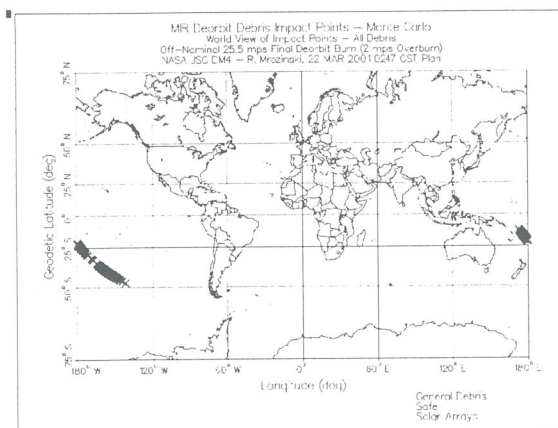 MIR Deorbit Debris Impact Points – Monte Carlo
World View of Impact Points – All Debris
Off-Nominal 25.5 mps Final Deorbit Burn (2 mps Overburn)
NASA JSC DM4 – R. Mrozinski, 22 MAR 2001 0247 CST Plan
Geodetic Latitude (deg)
75° N
50° N
25° N
0° N
25° S
50° S
75° S
180° W
120° W
60° W
0° E
60° E
120° E
180° E
Longitude (deg)
General Debris
Safe
Solar Arrays